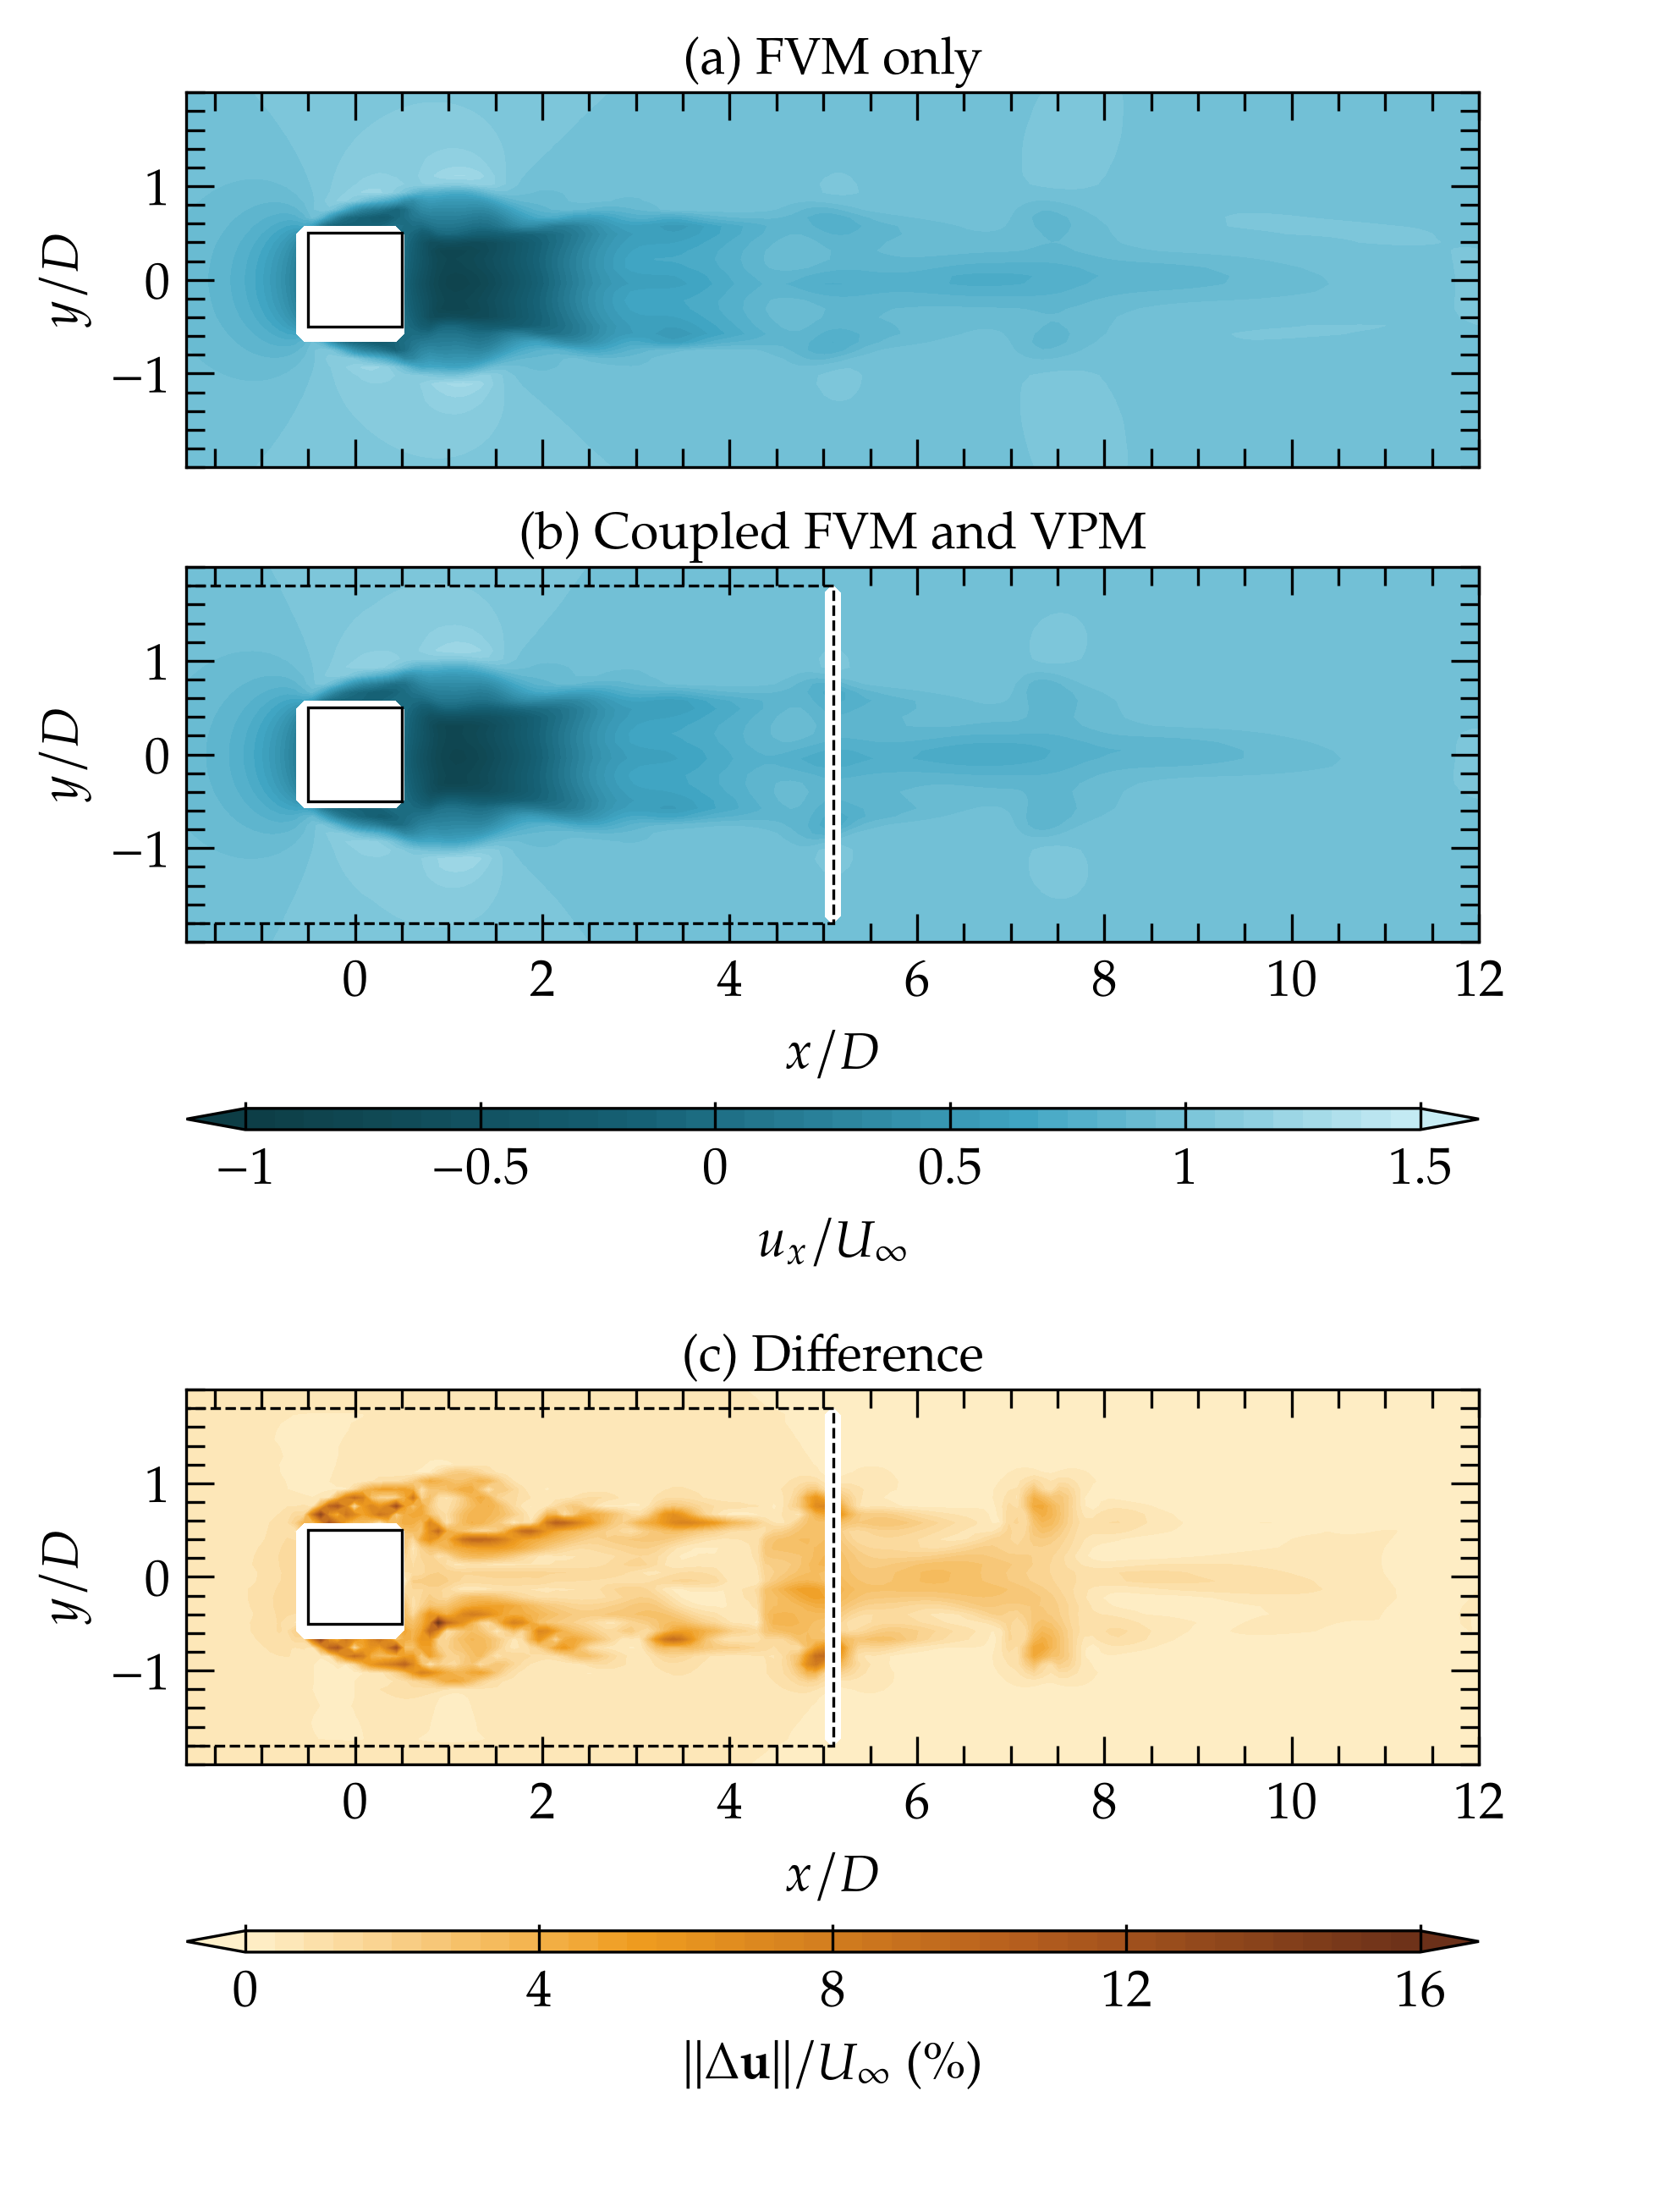 (a) FVM only
1
0
−1
y/D
(b) Coupled FVM and VPM
1
0
−1
y/D
0 2 4 6 8 10 12
x/D
−1 −0.5 0 0.5 1 1.5
u_x/U_∞
(c) Difference
1
0
−1
y/D
0 2 4 6 8 10 12
x/D
0 4 8 12 16
||Δu||/U_∞ (%)